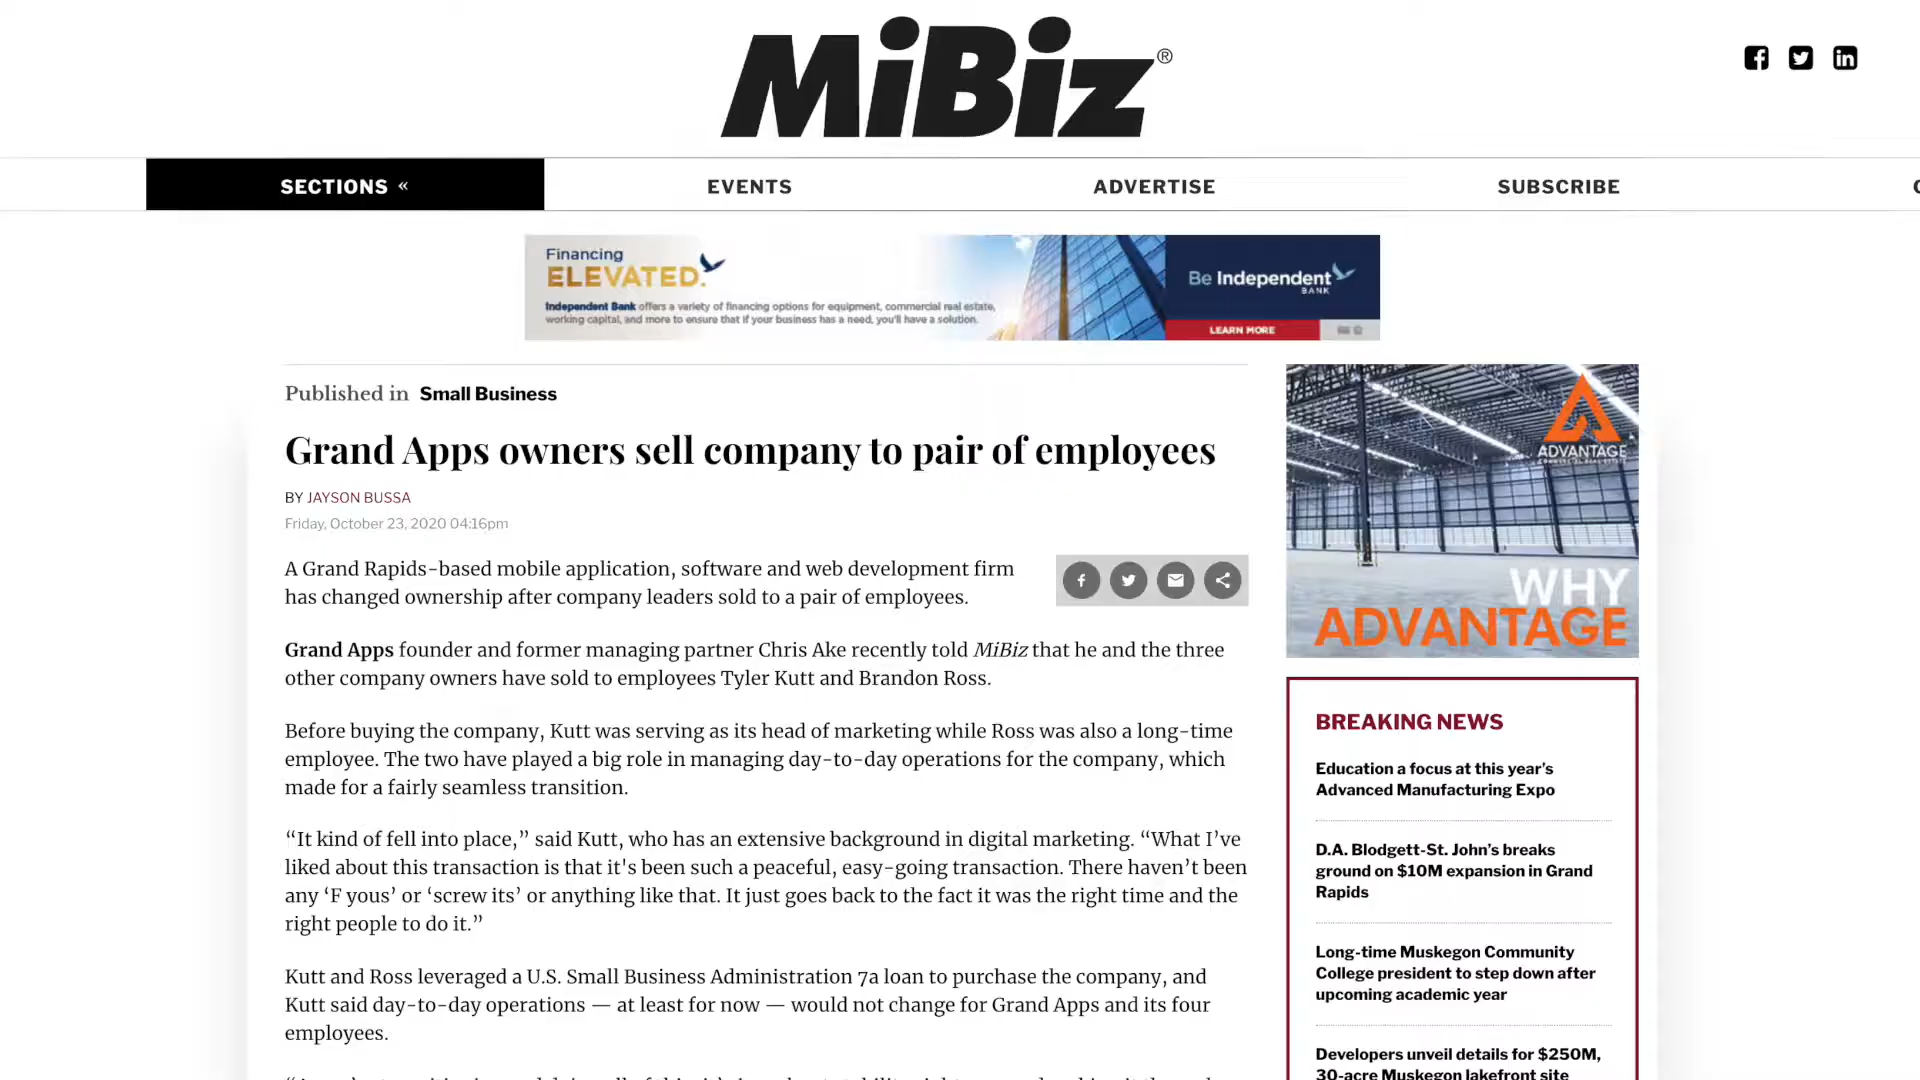 MiBiz®
SECTIONS «
EVENTS
ADVERTISE
SUBSCRIBE
Financing
ELEVATED.
Independent Bank offers a variety of financing options for equipment, commercial real estate,
working capital, and more to ensure that if your business has a need, you'll have a solution.
Be Independent
BANK
LEARN MORE
Published in Small Business
Grand Apps owners sell company to pair of employees
BY JAYSON BUSSA
Friday, October 23, 2020 04:16pm
A Grand Rapids-based mobile application, software and web development firm
has changed ownership after company leaders sold to a pair of employees.
Grand Apps founder and former managing partner Chris Ake recently told MiBiz that he and the three
other company owners have sold to employees Tyler Kutt and Brandon Ross.
Before buying the company, Kutt was serving as its head of marketing while Ross was also a long-time
employee. The two have played a big role in managing day-to-day operations for the company, which
made for a fairly seamless transition.
“It kind of fell into place,” said Kutt, who has an extensive background in digital marketing. “What I’ve
liked about this transaction is that it's been such a peaceful, easy-going transaction. There haven’t been
any ‘F yous’ or ‘screw its’ or anything like that. It just goes back to the fact it was the right time and the
right people to do it.”
Kutt and Ross leveraged a U.S. Small Business Administration 7a loan to purchase the company, and
Kutt said day-to-day operations — at least for now — would not change for Grand Apps and its four
employees.
ADVANTAGE
COMMERCIAL REAL ESTATE
WHY
ADVANTAGE
BREAKING NEWS
Education a focus at this year’s
Advanced Manufacturing Expo
D.A. Blodgett-St. John’s breaks
ground on $10M expansion in Grand
Rapids
Long-time Muskegon Community
College president to step down after
upcoming academic year
Developers unveil details for $250M,
30-acre Muskegon lakefront site